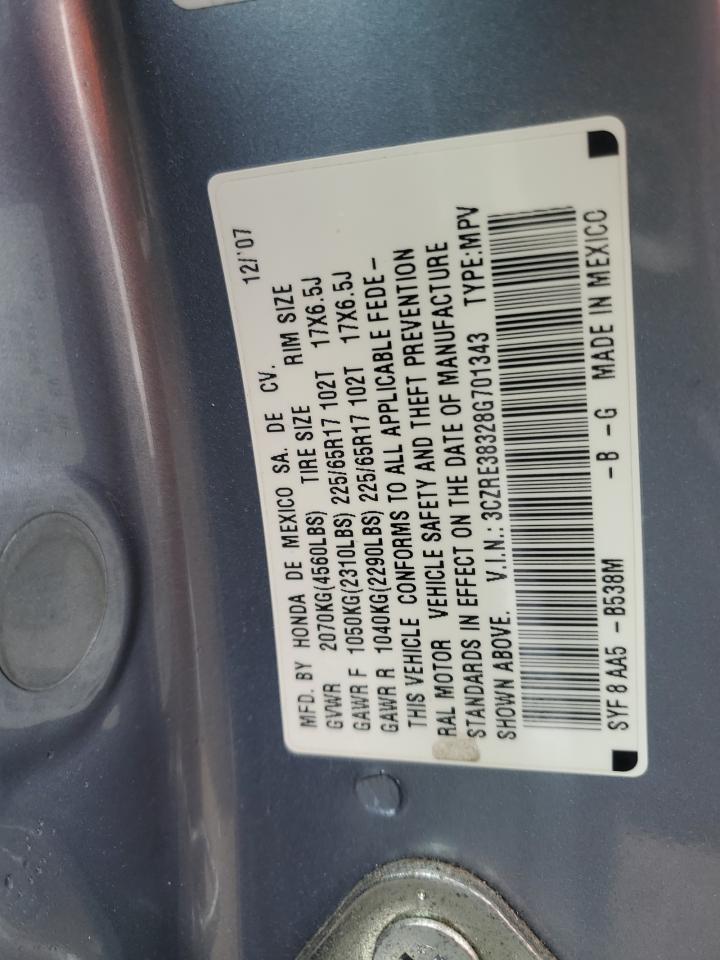 12/'07
MFD. BY HONDA DE MEXICO SA. DE CV.
GVWR 2070KG(4560LBS) TIRE SIZE RIM SIZE
GAWR F 1050KG(2310LBS) 225/65R17 102T 17X6.5J
GAWR R 1040KG(2290LBS) 225/65R17 102T 17X6.5J
THIS VEHICLE CONFORMS TO ALL APPLICABLE FEDE-
RAL MOTOR VEHICLE SAFETY AND THEFT PREVENTION
STANDARDS IN EFFECT ON THE DATE OF MANUFACTURE
SHOWN ABOVE. V.I.N.: 3CZRE38328G701343 TYPE:MPV
SYF 8 AA5 -B538M -B -G MADE IN MEXICO